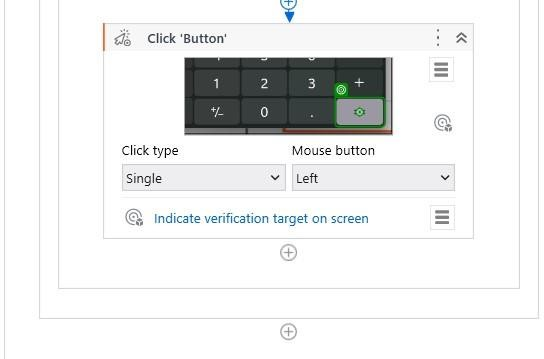 Click 'Button'
1 2 3 +
+/_ 0 .
Click type Mouse button
Single Left
Indicate verification target on screen